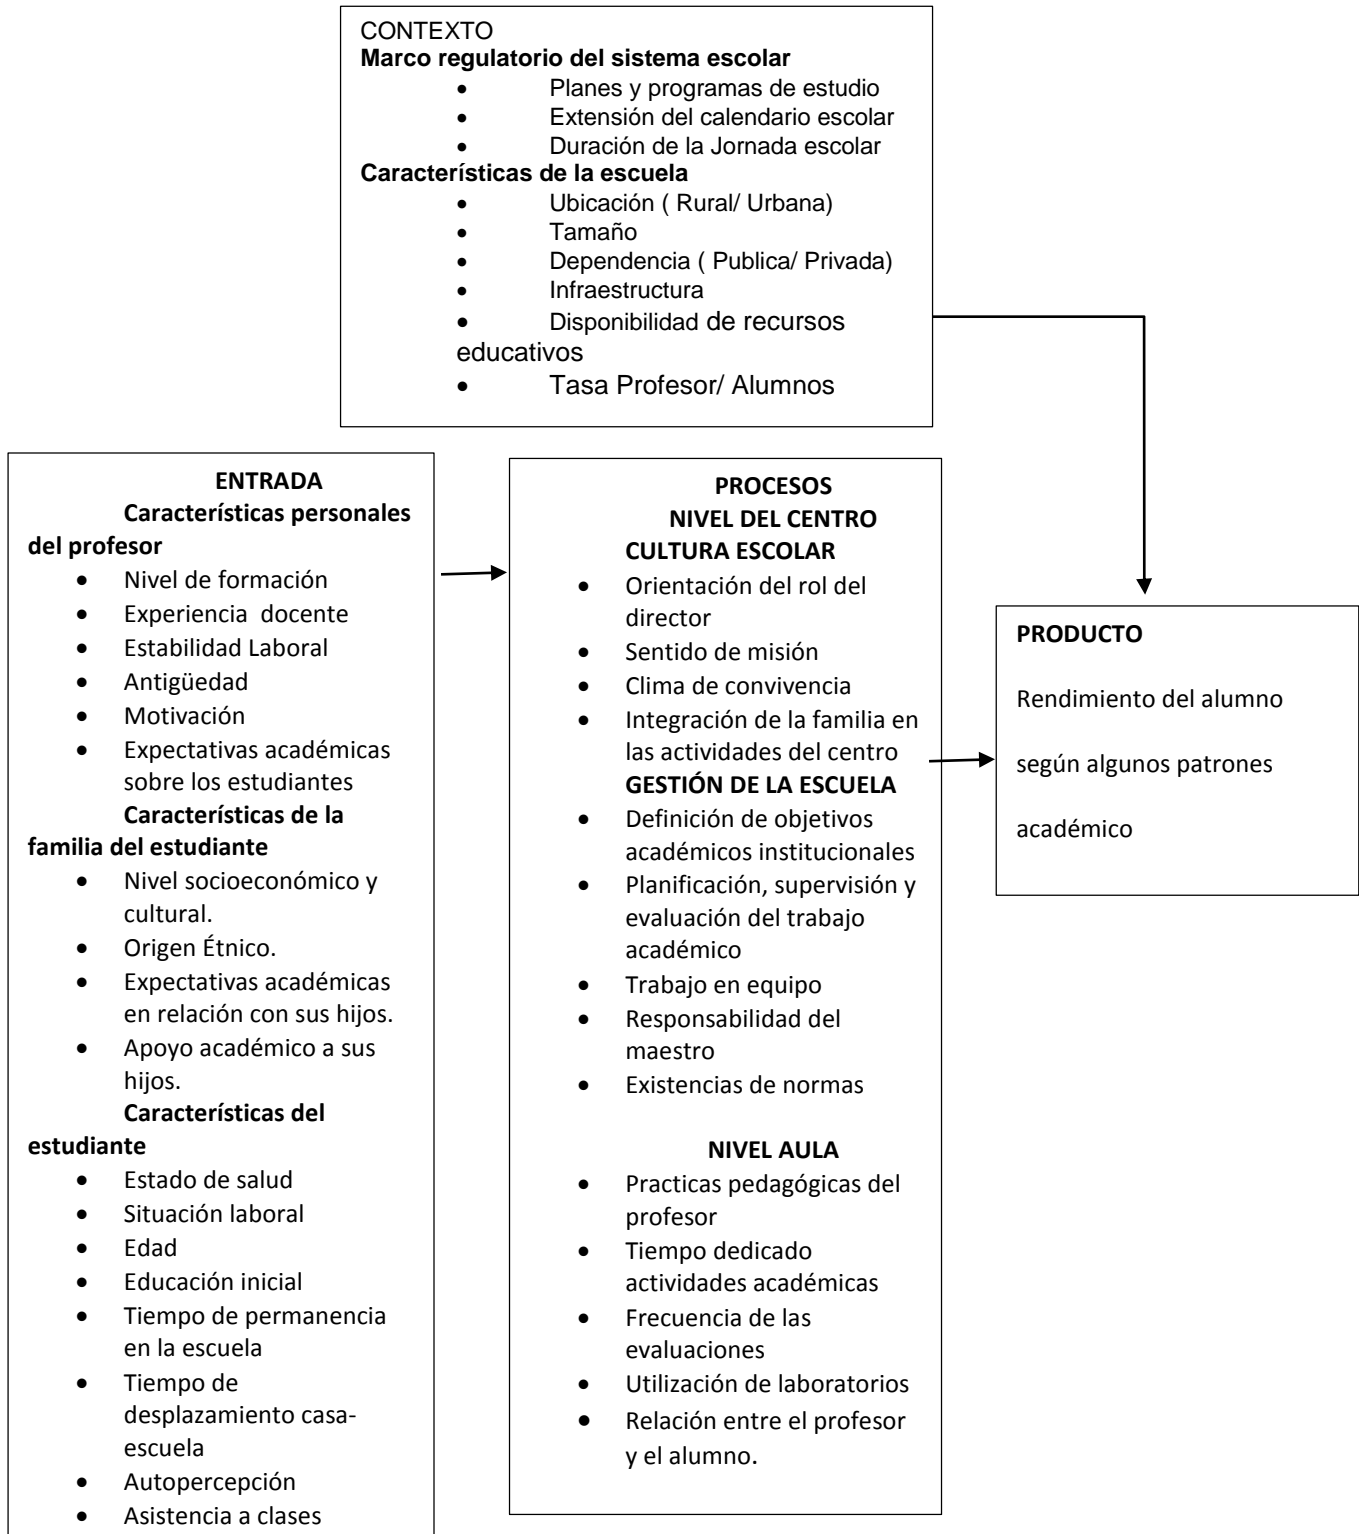 CONTEXTO
Marco regulatorio del sistema escolar
• Planes y programas de estudio
• Extensión del calendario escolar
• Duración de la Jornada escolar
Características de la escuela
• Ubicación ( Rural/ Urbana)
• Tamaño
• Dependencia ( Publica/ Privada)
• Infraestructura
• Disponibilidad de recursos
educativos
• Tasa Profesor/ Alumnos
ENTRADA
Características personales
del profesor
• Nivel de formación
• Experiencia docente
• Estabilidad Laboral
• Antigüedad
• Motivación
• Expectativas académicas
sobre los estudiantes
Características de la
familia del estudiante
• Nivel socioeconómico y
cultural.
• Origen Étnico.
• Expectativas académicas
en relación con sus hijos.
• Apoyo académico a sus
hijos.
Características del
estudiante
• Estado de salud
• Situación laboral
• Edad
• Educación inicial
• Tiempo de permanencia
en la escuela
• Tiempo de
desplazamiento casa-
escuela
• Autopercepción
• Asistencia a clases
PROCESOS
NIVEL DEL CENTRO
CULTURA ESCOLAR
• Orientación del rol del
director
• Sentido de misión
• Clima de convivencia
• Integración de la familia en
las actividades del centro
GESTIÓN DE LA ESCUELA
• Definición de objetivos
académicos institucionales
• Planificación, supervisión y
evaluación del trabajo
académico
• Trabajo en equipo
• Responsabilidad del
maestro
• Existencias de normas
NIVEL AULA
• Practicas pedagógicas del
profesor
• Tiempo dedicado
actividades académicas
• Frecuencia de las
evaluaciones
• Utilización de laboratorios
• Relación entre el profesor
y el alumno.
PRODUCTO
Rendimiento del alumno
según algunos patrones
académico